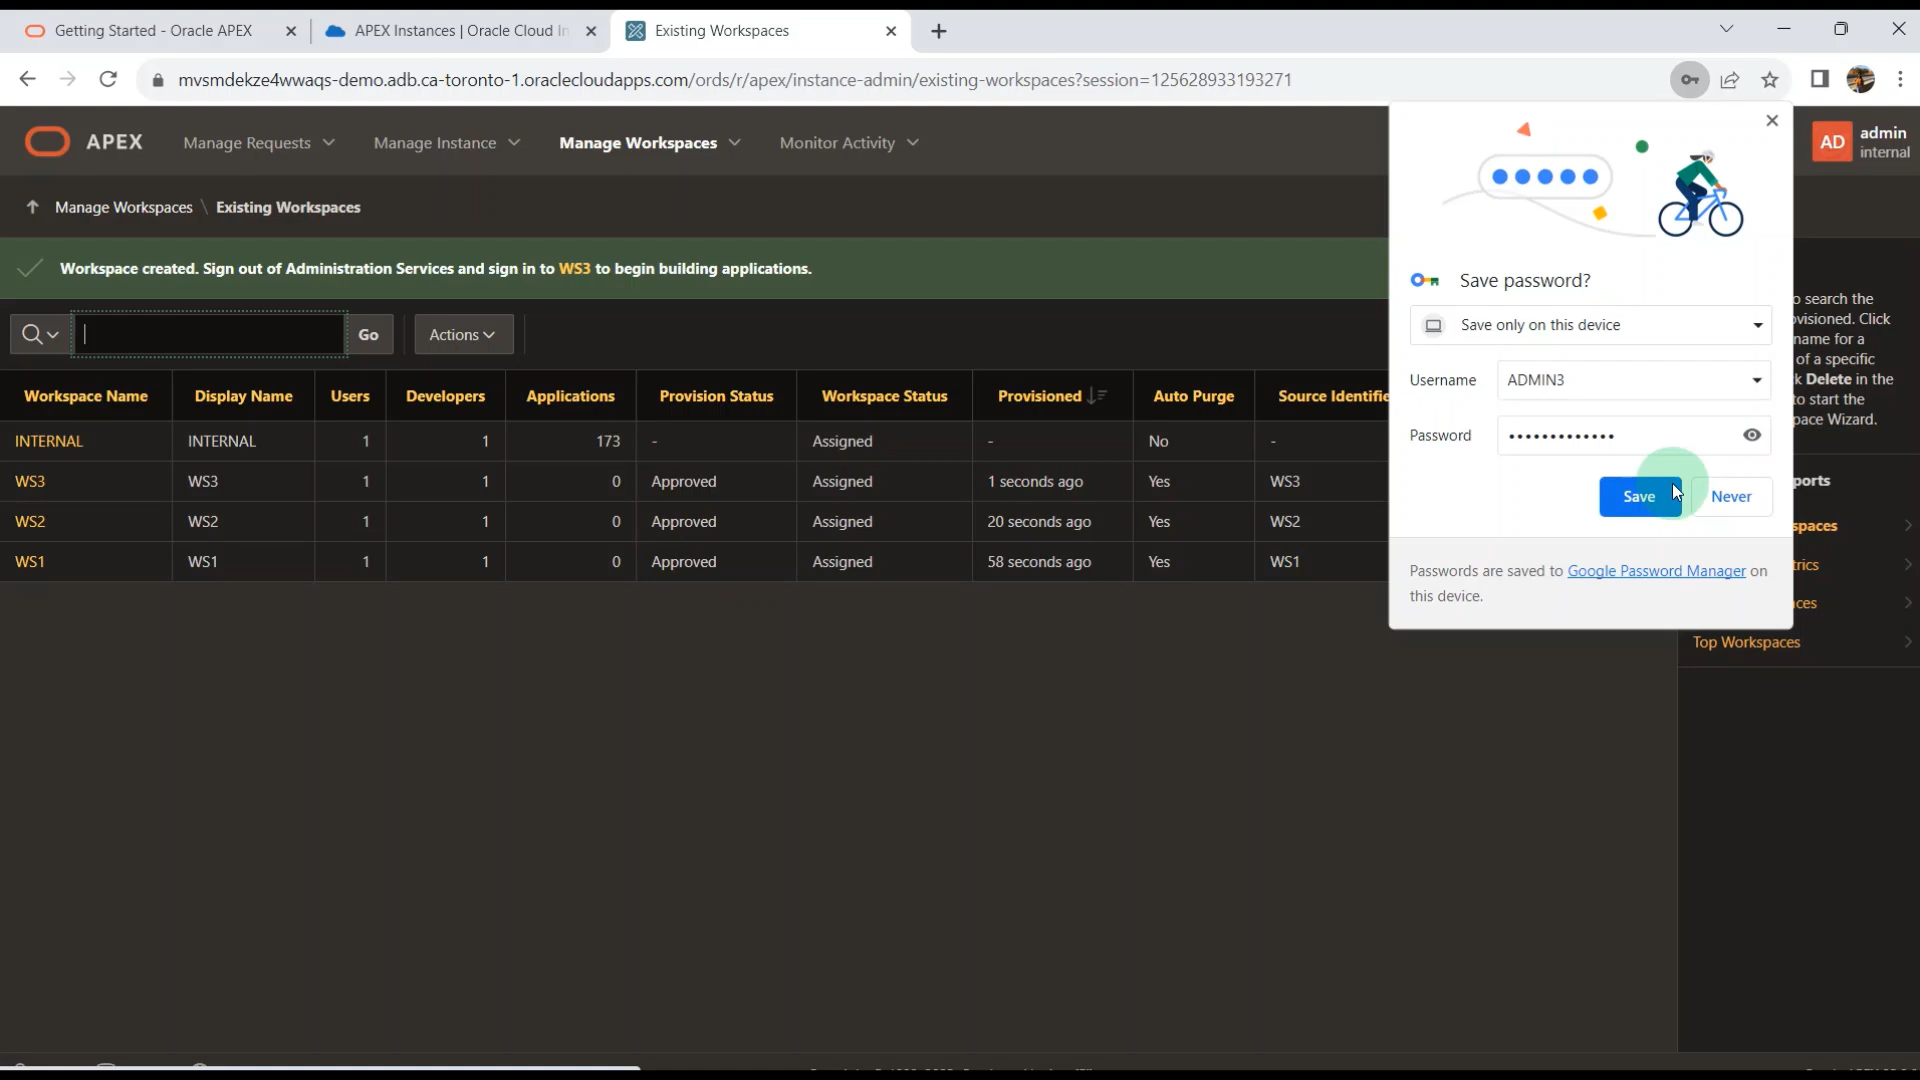 Getting Started - Oracle APEX
APEX Instances | Oracle Cloud In
Existing Workspaces
mvsmdekze4wwaqs-demo.adb.ca-toronto-1.oraclecloudapps.com/ords/r/apex/instance-admin/existing-workspaces?session=125628933193271
APEX
Manage Requests
Manage Instance
Manage Workspaces
Monitor Activity
AD
admin
internal
Manage Workspaces \ Existing Workspaces
Workspace created. Sign out of Administration Services and sign in to WS3 to begin building applications.
Go
Actions
Workspace Name Display Name Users Developers Applications Provision Status Workspace Status Provisioned Auto Purge Source Identifie
INTERNAL INTERNAL 1 1 173 - Assigned - No -
WS3 WS3 1 1 0 Approved Assigned 1 seconds ago Yes WS3
WS2 WS2 1 1 0 Approved Assigned 20 seconds ago Yes WS2
WS1 WS1 1 1 0 Approved Assigned 58 seconds ago Yes WS1
Save password?
Save only on this device
Username ADMIN3
Password •••••••••••••
Save
Never
Passwords are saved to Google Password Manager on
this device.
o search the
ovisioned. Click
name for a
of a specific
k Delete in the
to start the
pace Wizard.
ports
spaces
trics
ces
Top Workspaces